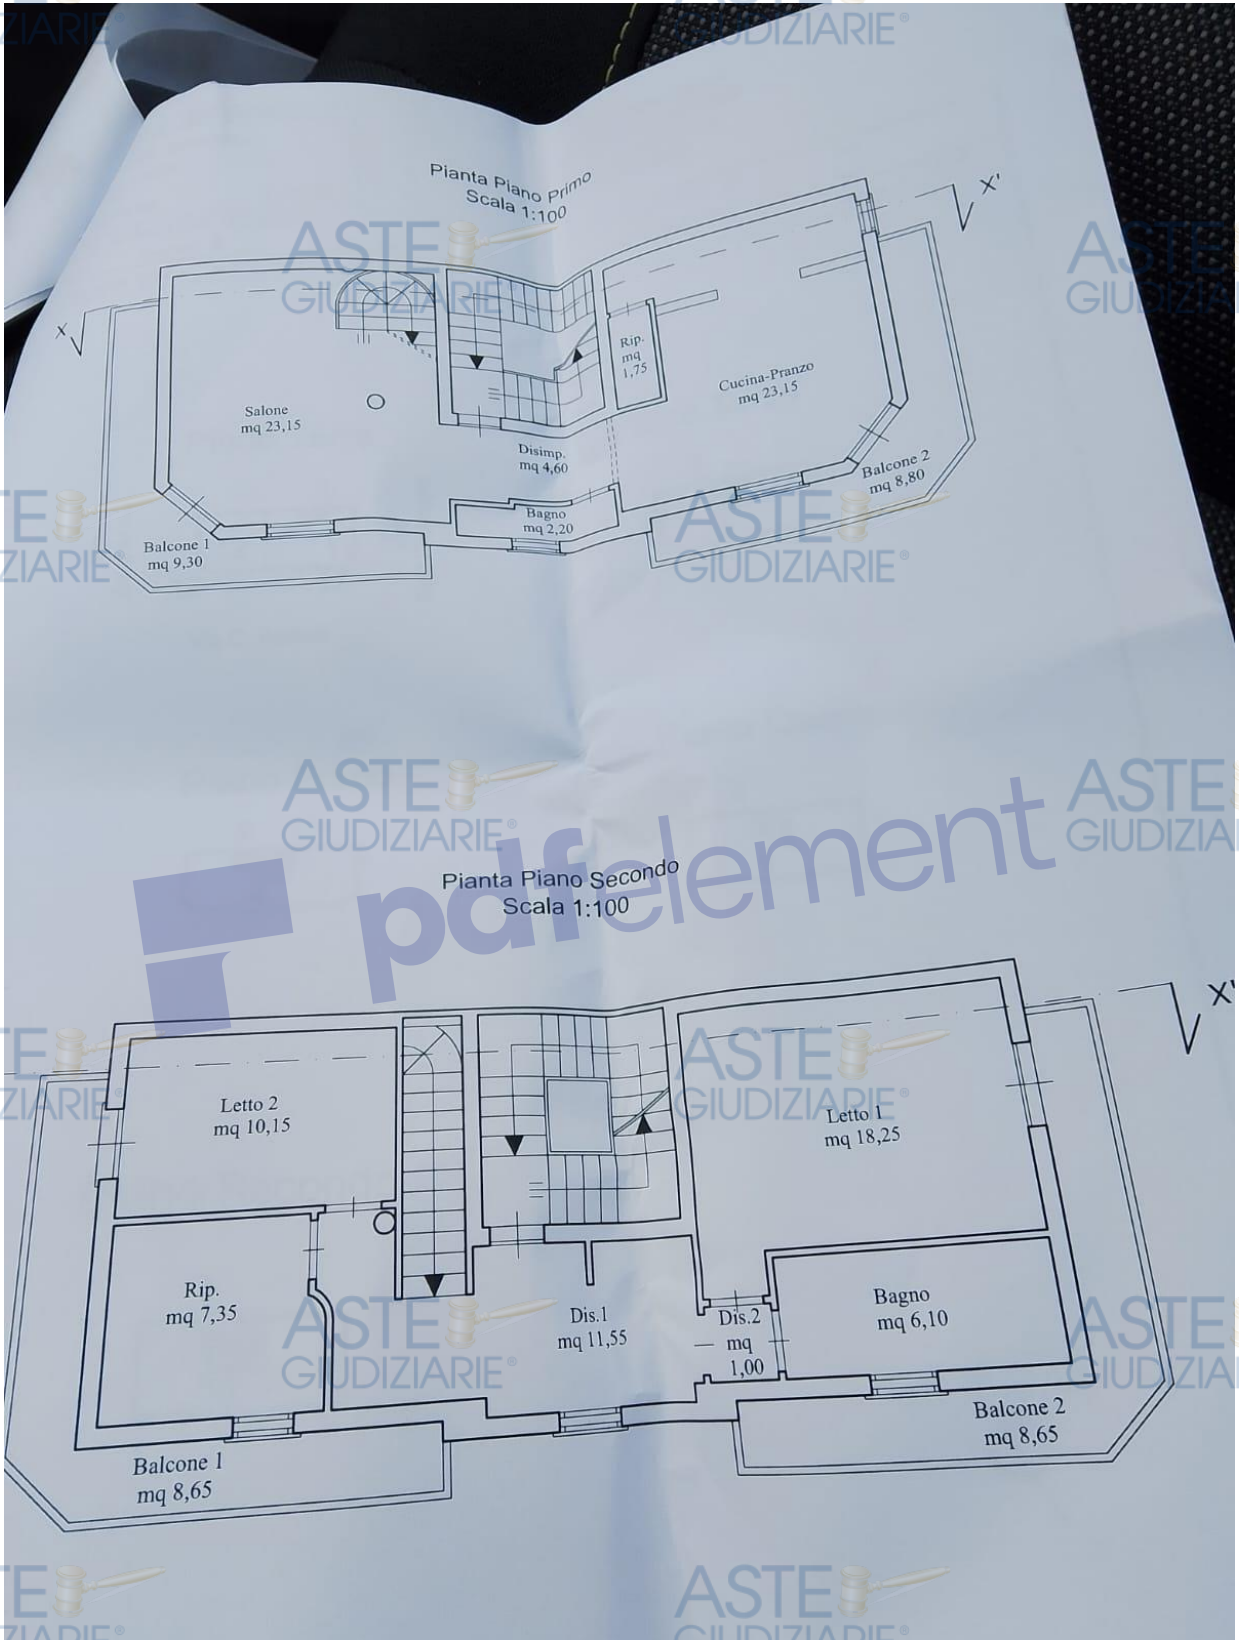 Pianta Piano Primo
Scala 1:100
X
X'
Salone
mq 23,15
Rip.
mq
1,75
Cucina-Pranzo
mq 23,15
Disimp.
mq 4,60
Bagno
mq 2,20
Balcone 1
mq 9,30
Balcone 2
mq 8,80
ASTE
GIUDIZIARIE®
pdfelement
Pianta Piano Secondo
Scala 1:100
X'
Letto 2
mq 10,15
Letto 1
mq 18,25
Rip.
mq 7,35
Dis.1
mq 11,55
Dis.2
mq
1,00
Bagno
mq 6,10
Balcone 1
mq 8,65
Balcone 2
mq 8,65